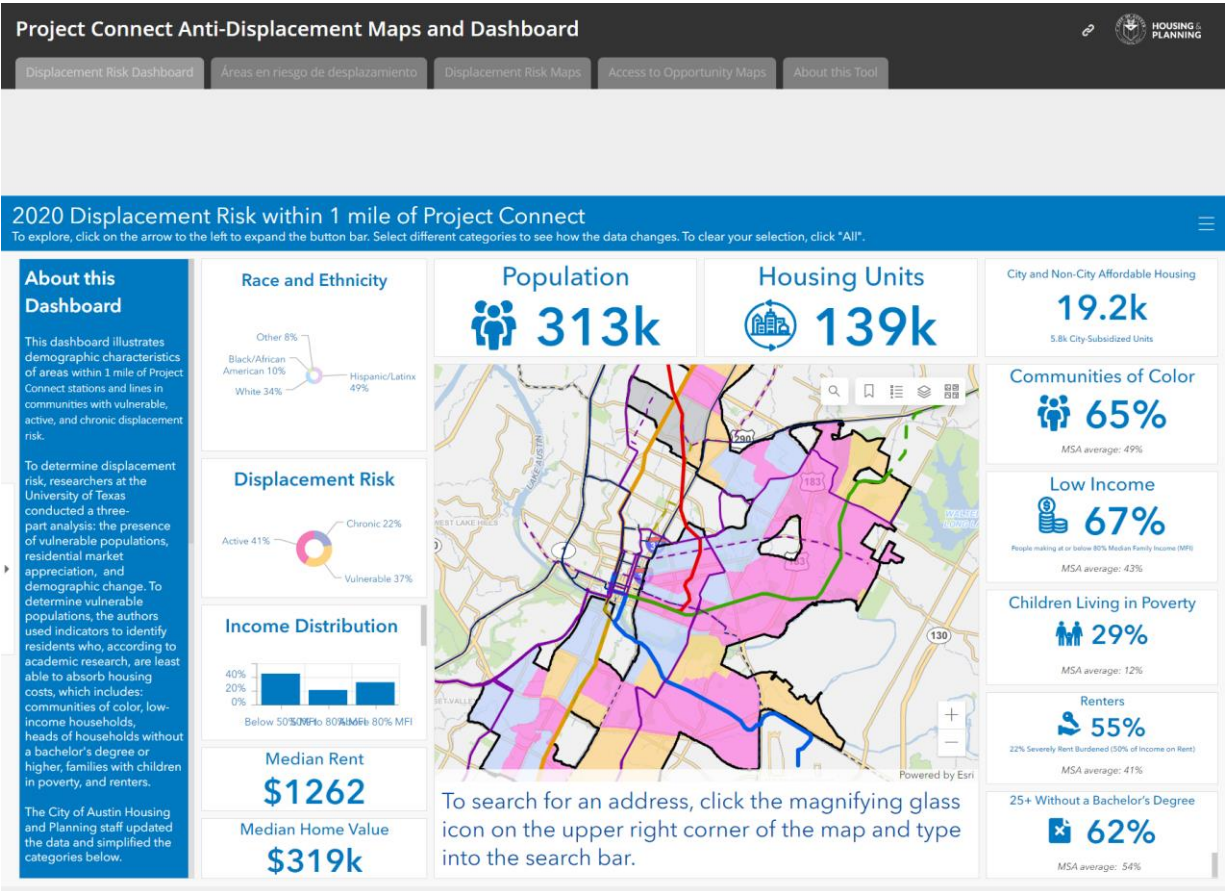 Project Connect Anti-Displacement Maps and Dashboard
HOUSING &
PLANNING
Displacement Risk Dashboard
Áreas en riesgo de desplazamiento
Displacement Risk Maps
Access to Opportunity Maps
About this Tool
2020 Displacement Risk within 1 mile of Project Connect
To explore, click on the arrow to the left to expand the button bar. Select different categories to see how the data changes. To clear your selection, click "All".
About this
Dashboard
This dashboard illustrates
demographic characteristics
of areas within 1 mile of Project
Connect stations and lines in
communities with vulnerable,
active, and chronic displacement
risk.
To determine displacement
risk, researchers at the
University of Texas
conducted a three-
part analysis: the presence
of vulnerable populations,
residential market
appreciation, and
demographic change. To
determine vulnerable
populations, the authors
used indicators to identify
residents who, according to
academic research, are least
able to absorb housing
costs, which includes:
communities of color, low-
income households,
heads of households without
a bachelor's degree or
higher, families with children
in poverty, and renters.
The City of Austin Housing
and Planning staff updated
the data and simplified the
categories below.
Race and Ethnicity
Other 8%
Black/African
American 10%
White 34%
Hispanic/Latinx
49%
Displacement Risk
Chronic 22%
Active 41%
Vulnerable 37%
Income Distribution
40%
20%
0%
Below 50%
80% MFI
Median Rent
$1262
Median Home Value
$319k
Population
313k
Housing Units
139k
LAKE AUSTIN
290
183
WEST LAKE HILLS
1
183
130
Powered by Esri
To search for an address, click the magnifying glass
icon on the upper right corner of the map and type
into the search bar.
City and Non-City Affordable Housing
19.2k
5.8k City-Subsidized Units
Communities of Color
65%
MSA average: 49%
Low Income
67%
People making at or below 80% Median Family Income (MFI)
MSA average: 43%
Children Living in Poverty
29%
MSA average: 12%
Renters
55%
22% Severely Rent Burdened (50% of Income on Rent)
MSA average: 41%
25+ Without a Bachelor's Degree
62%
MSA average: 54%